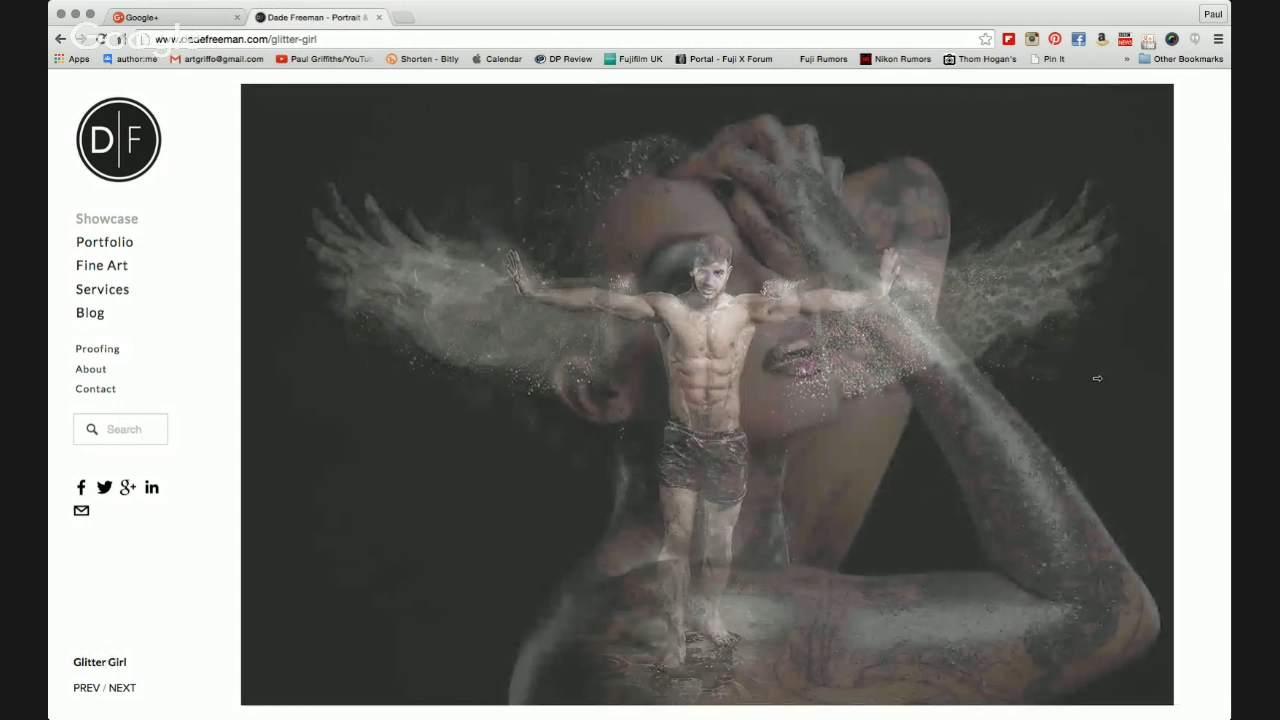 Google+
Dade Freeman - Portrait &
Paul
Google
www.dadefreeman.com/glitter-girl
Apps
author:me
artgriffo@gmail.com
Paul Griffiths/YouTu
Shorten - Bitly
Calendar
DP Review
Fujifilm UK
Portal - Fuji X Forum
Fuji Rumors
Nikon Rumors
Thom Hogan's
Pin It
»
Other Bookmarks
D|F
Showcase
Portfolio
Fine Art
Services
Blog
Proofing
About
Contact
Search
Glitter Girl
PREV / NEXT